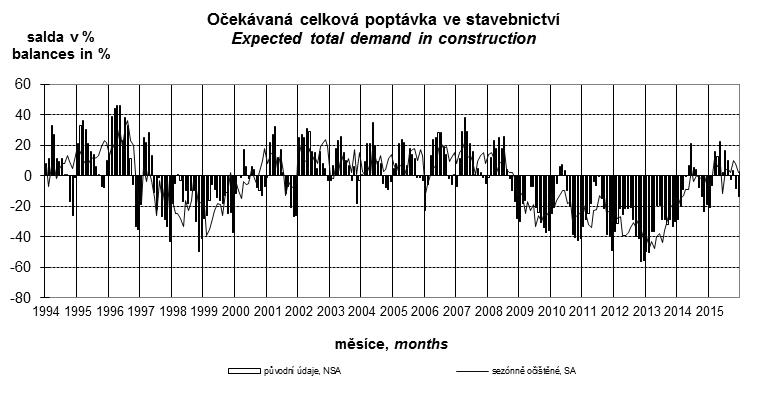 Očekávaná celková poptávka ve stavebnictví
Expected total demand in construction
salda v %
balances in %
60
40
20
0
-20
-40
-60
-80
1994 1995 1996 1997 1998 1999 2000 2001 2002 2003 2004 2005 2006 2007 2008 2009 2010 2011 2012 2013 2014 2015
měsíce, months
původní údaje, NSA
sezónně očištěné, SA